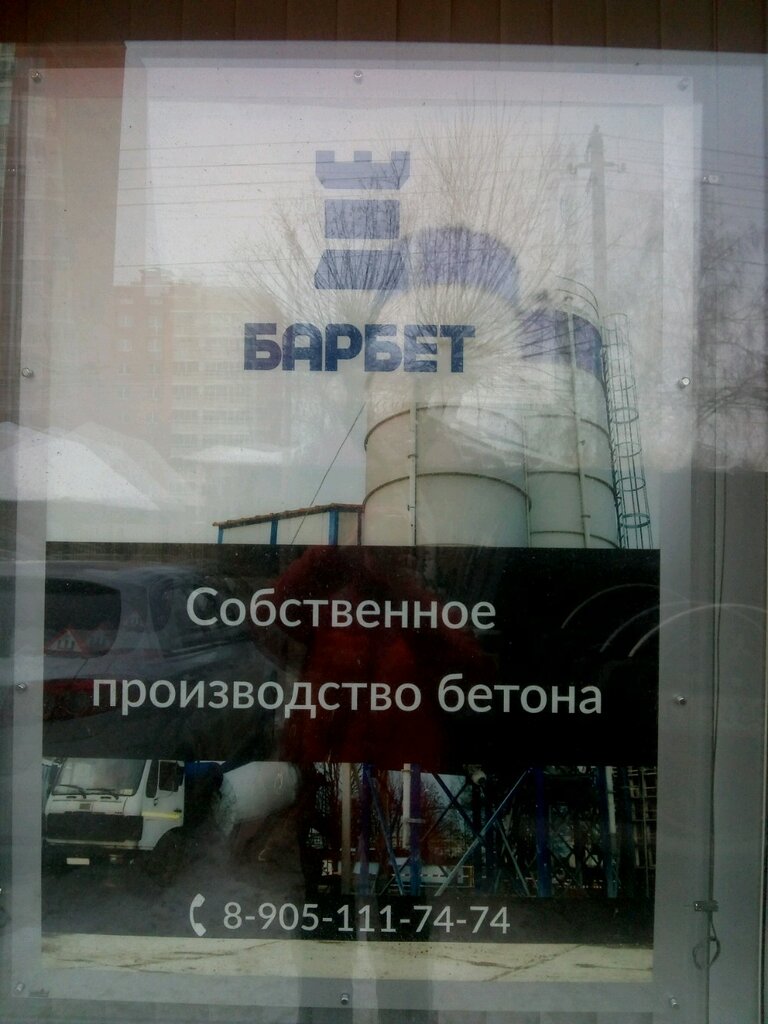 БАРБЕТ
Собственное
производство бетона
8-905-111-74-74